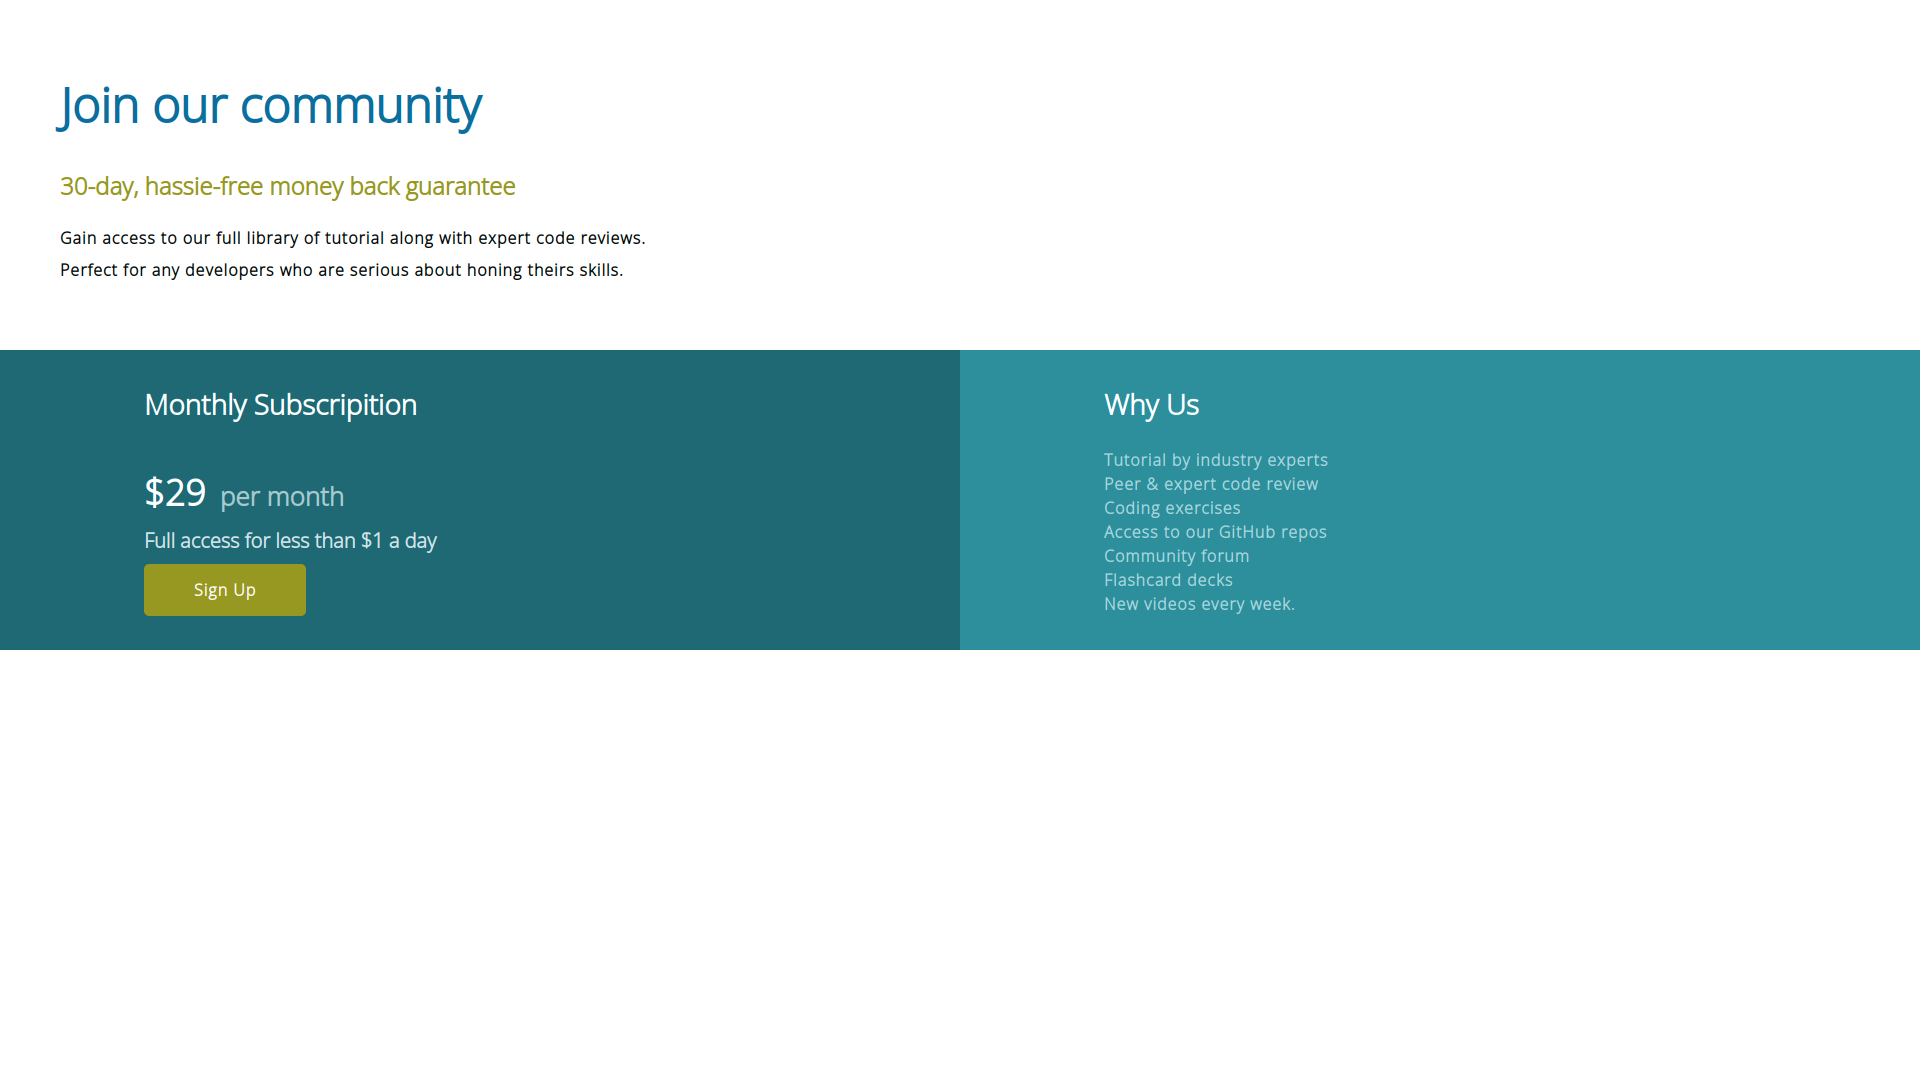 Join our community
30-day, hassie-free money back guarantee
Gain access to our full library of tutorial along with expert code reviews.
Perfect for any developers who are serious about honing theirs skills.
Monthly Subscripition
$29 per month
Full access for less than $1 a day
Sign Up
Why Us
Tutorial by industry experts
Peer & expert code review
Coding exercises
Access to our GitHub repos
Community forum
Flashcard decks
New videos every week.